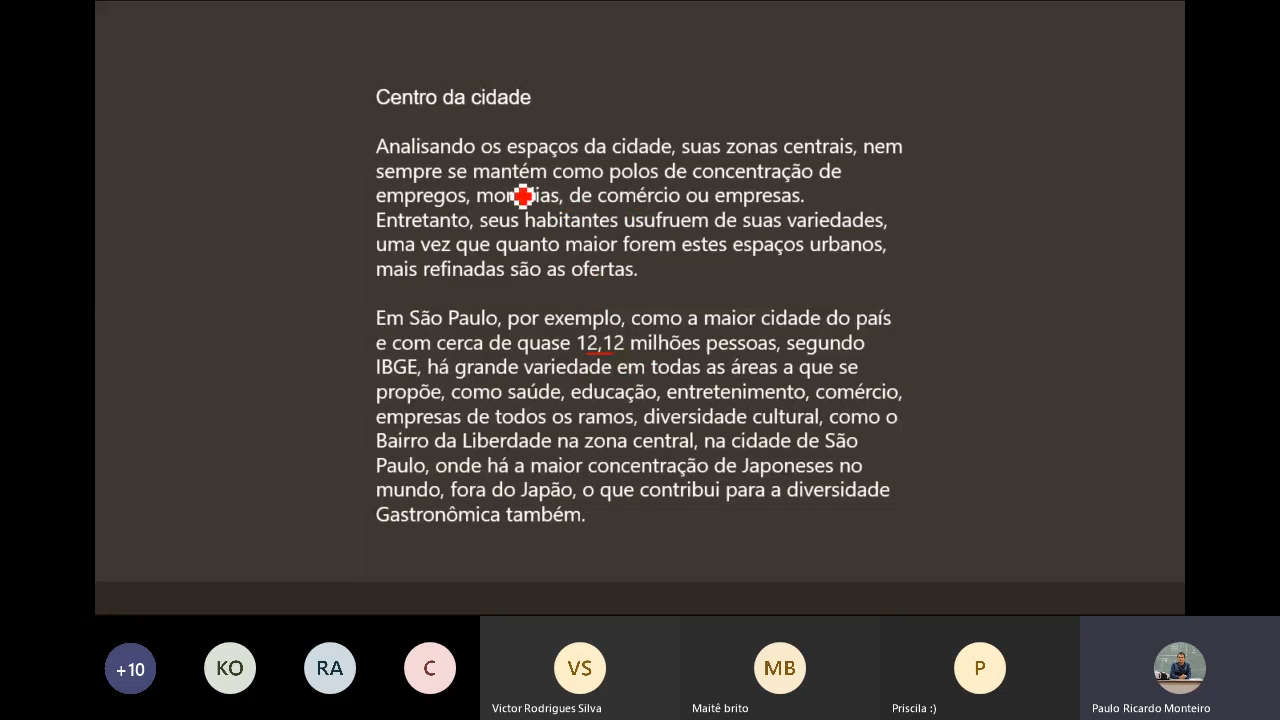 Centro da cidade
Analisando os espaços da cidade, suas zonas centrais, nem
sempre se mantém como polos de concentração de
empregos, de comércio ou empresas.
Entretanto, seus habitantes usufruem de suas variedades,
uma vez que quanto maior forem estes espaços urbanos,
mais refinadas são as ofertas.
Em São Paulo, por exemplo, como a maior cidade do país
e com cerca de quase 12,12 milhões pessoas, segundo
IBGE, há grande variedade em todas as áreas a que se
propõe, como saúde, educação, entretenimento, comércio,
empresas de todos os ramos, diversidade cultural, como o
Bairro da Liberdade na zona central, na cidade de São
Paulo, onde há a maior concentração de Japoneses no
mundo, fora do Japão, o que contribui para a diversidade
Gastronômica também.
+10
KO
RA
C
VS
MB
P
Victor Rodrigues Silva
Maitê brito
Priscila :)
Paulo Ricardo Monteiro